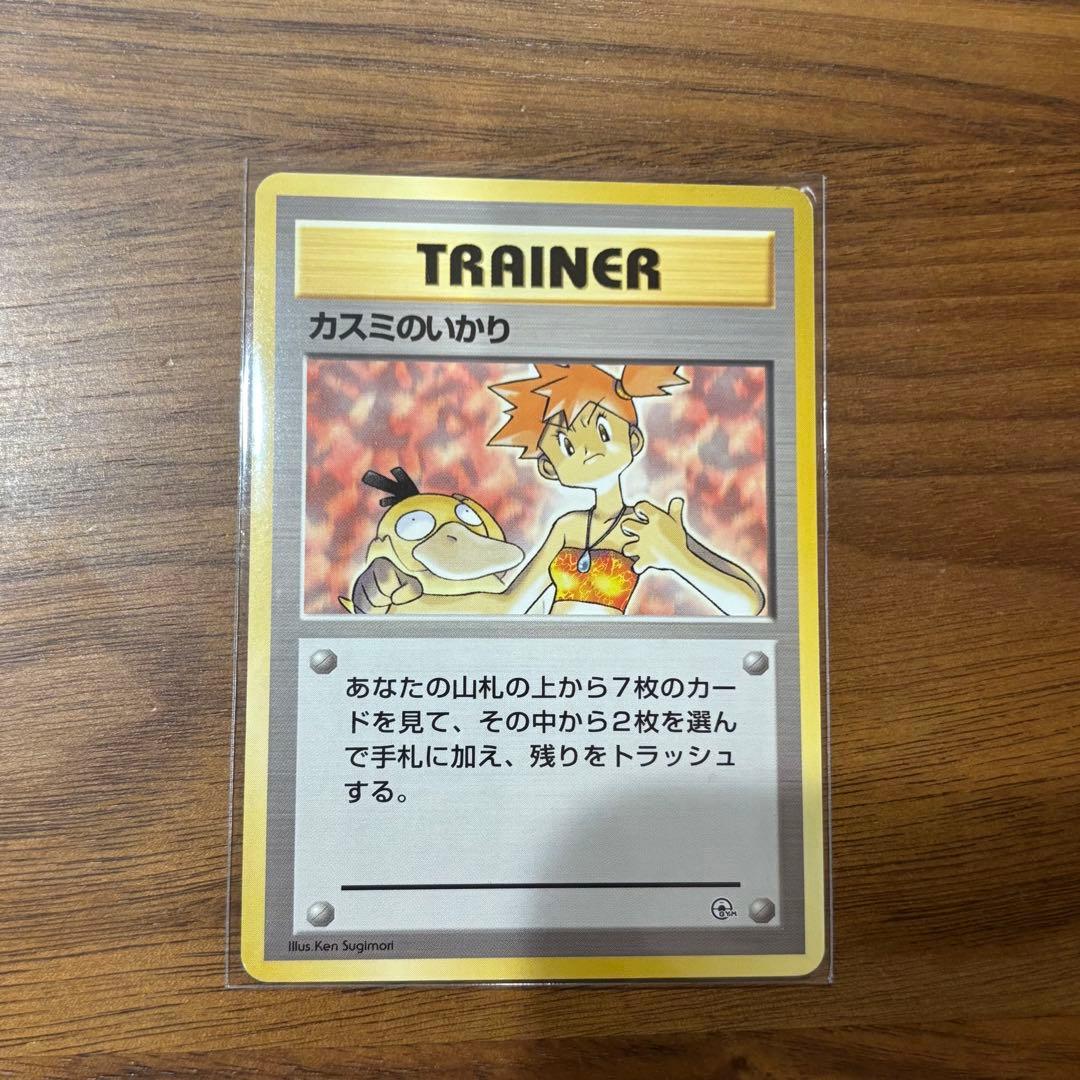 TRAINER
カスミのいかり
あなたの山札の上から7枚のカー
ドを見て、その中から2枚を選ん
で手札に加え、残りをトラッシュ
する。
GYM
Illus.Ken Sugimori